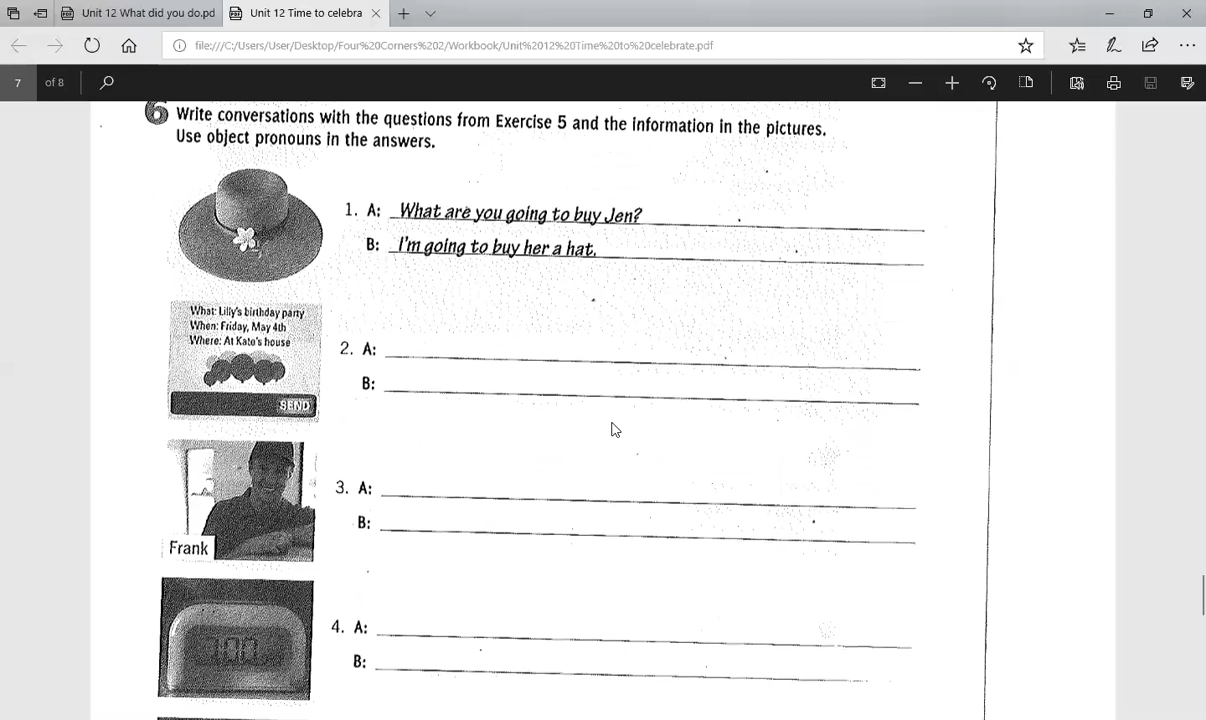 Unit 12 What did you do.pd
Unit 12 Time to celebra
file:///C:/Users/User/Desktop/Four%20Corners%202/Workbook/Unit%2012%20Time%20to%20celebrate.pdf
7 of 8
6 Write conversations with the questions from Exercise 5 and the information in the pictures.
Use object pronouns in the answers.
1. A: What are you going to buy Jen?
B: I'm going to buy her a hat.
What: Lilly's birthday party
When: Friday, May 4th
Where: At Kate's house
SEND
2. A:
B:
3. A:
B:
Frank
4. A:
B: